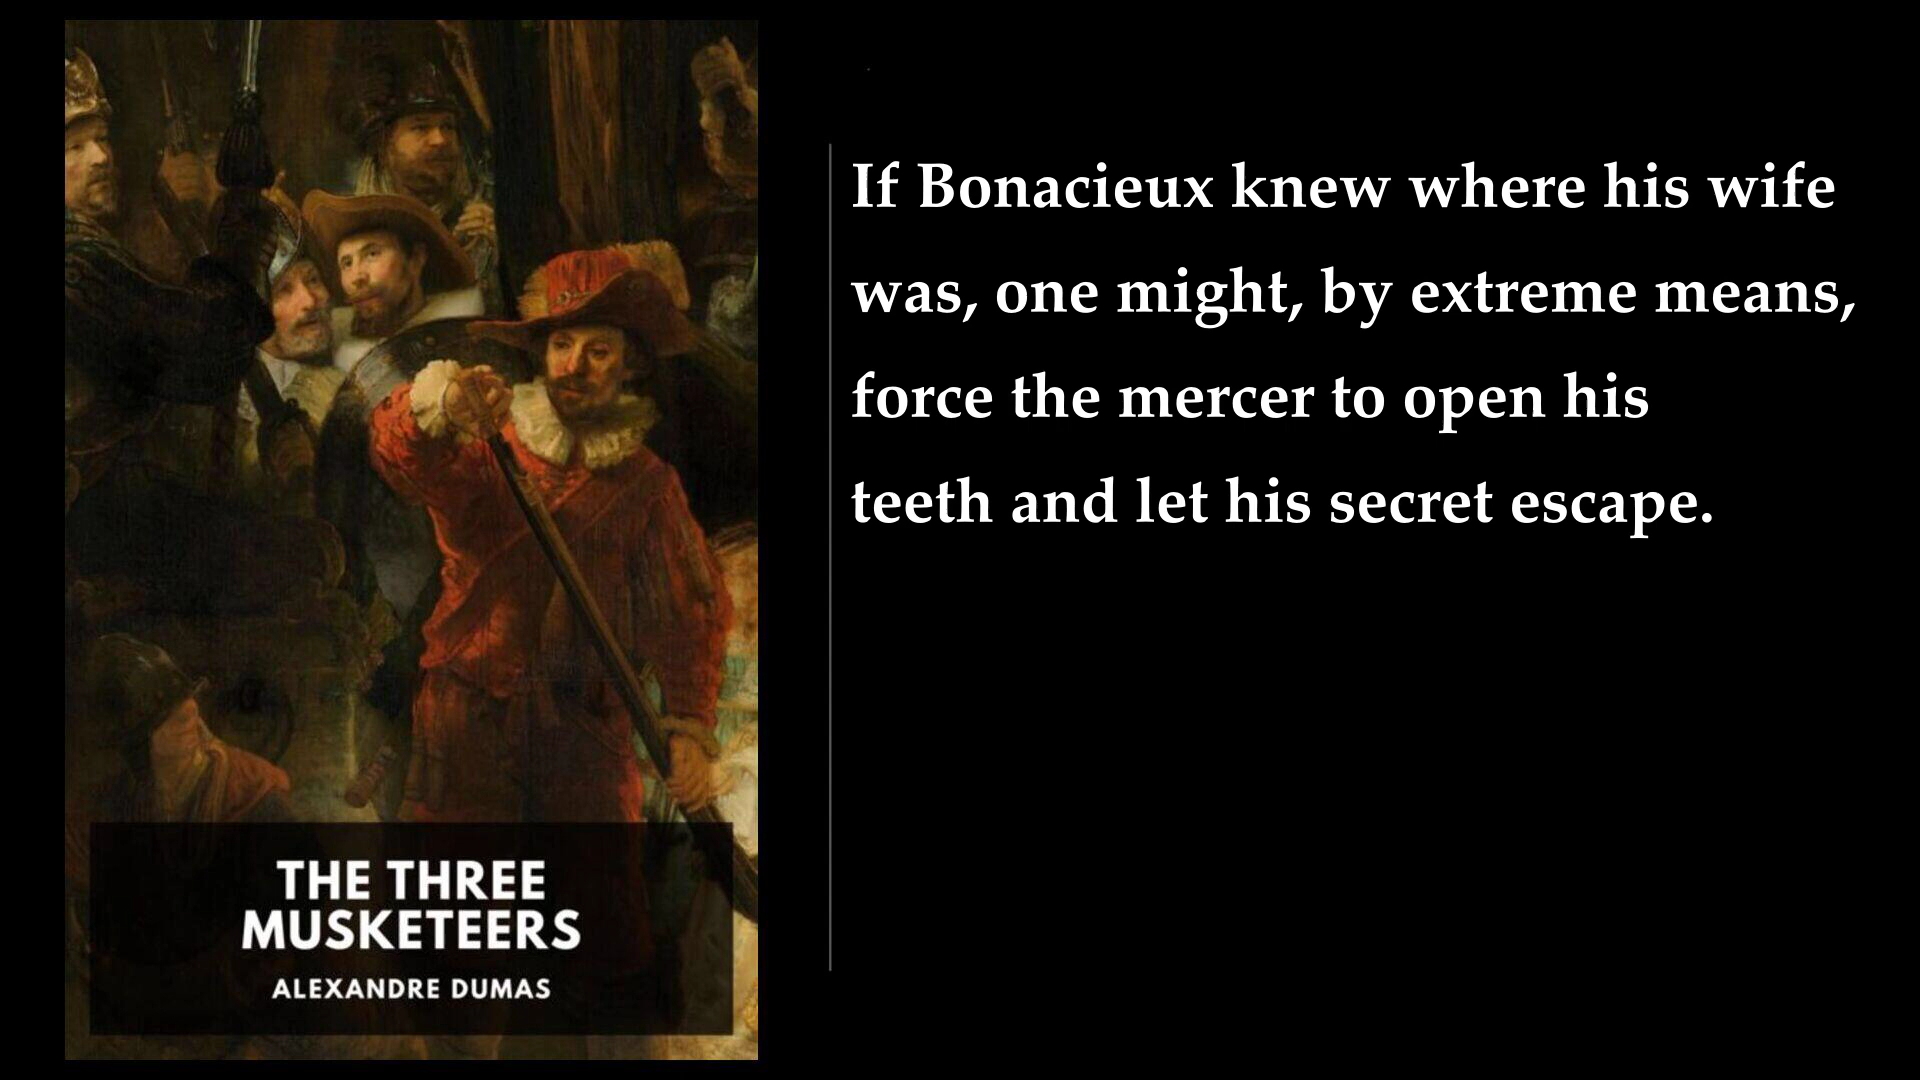 THE THREE
MUSKETEERS
ALEXANDRE DUMAS
If Bonacieux knew where his wife
was, one might, by extreme means,
force the mercer to open his
teeth and let his secret escape.